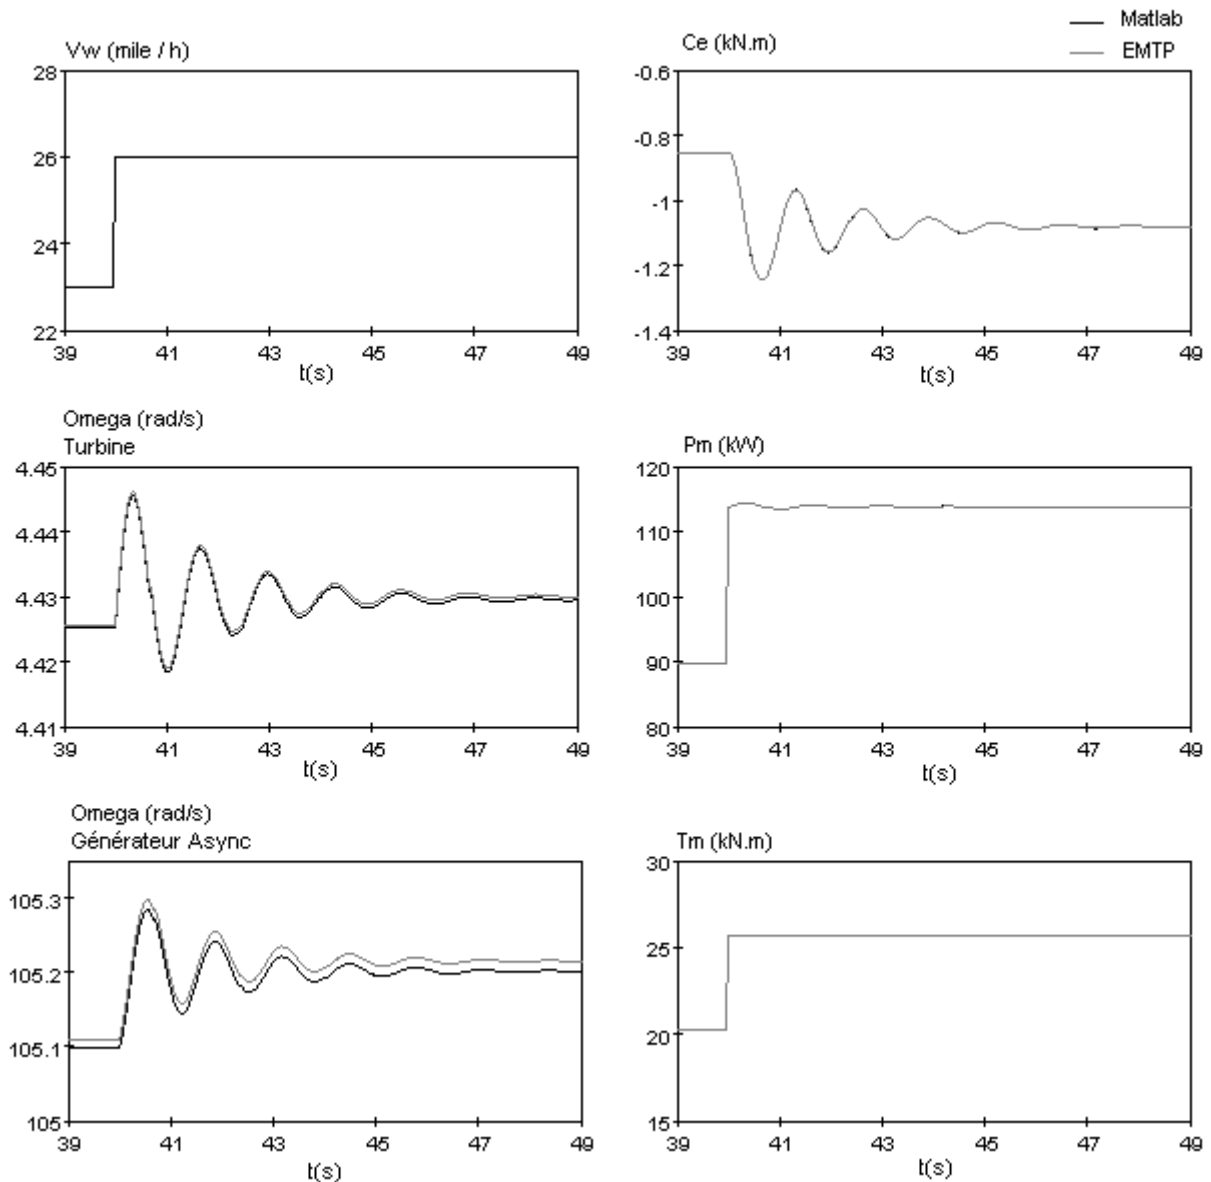 Matlab
EMTP
Vw (mile / h)
28
26
24
22
39 41 43 45 47 49
t(s)
Ce (kN.m)
-0.6
-0.8
-1
-1.2
-1.4
39 41 43 45 47 49
t(s)
Omega (rad/s)
Turbine
4.45
4.44
4.43
4.42
4.41
39 41 43 45 47 49
t(s)
Pm (kW)
120
110
100
90
80
39 41 43 45 47 49
t(s)
Omega (rad/s)
Générateur Async
105.3
105.2
105.1
105
39 41 43 45 47 49
t(s)
Tm (kN.m)
30
25
20
15
39 41 43 45 47 49
t(s)